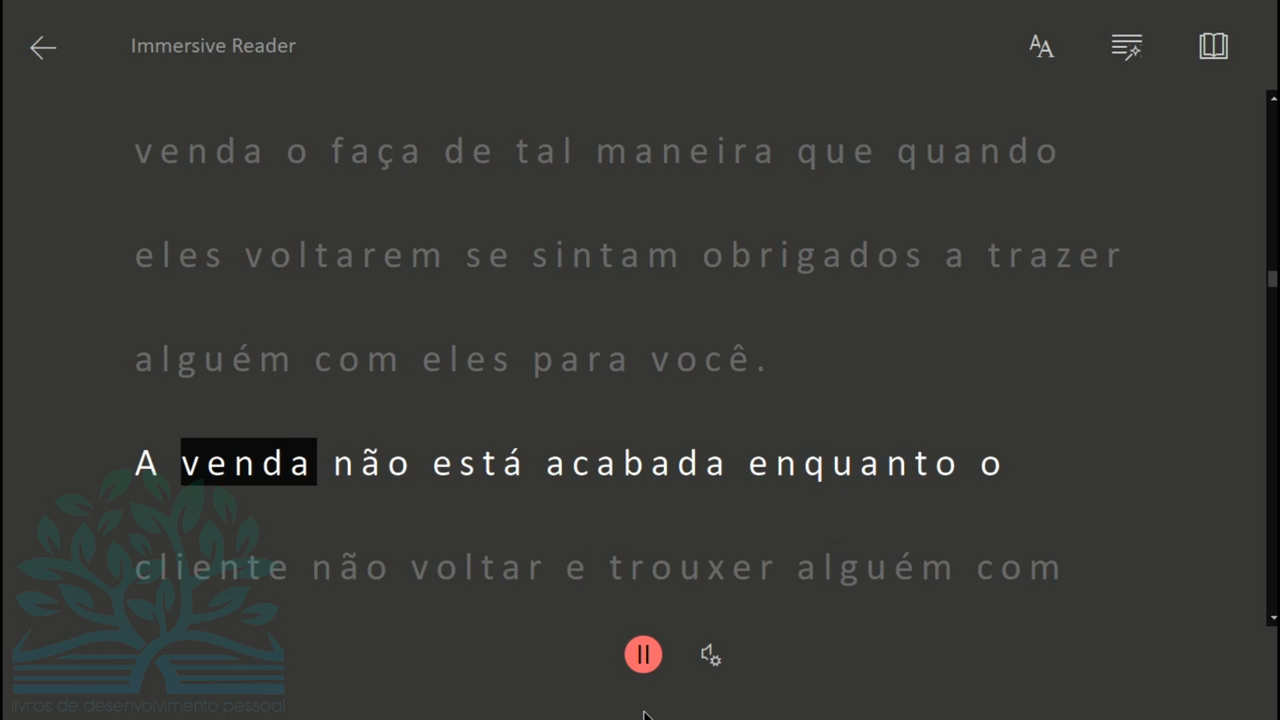 Immersive Reader
venda o faça de tal maneira que quando
eles voltarem se sintam obrigados a trazer
alguém com eles para você.
A venda não está acabada enquanto o
cliente não voltar e trouxer alguém com
livros de desenvolvimento pessoal